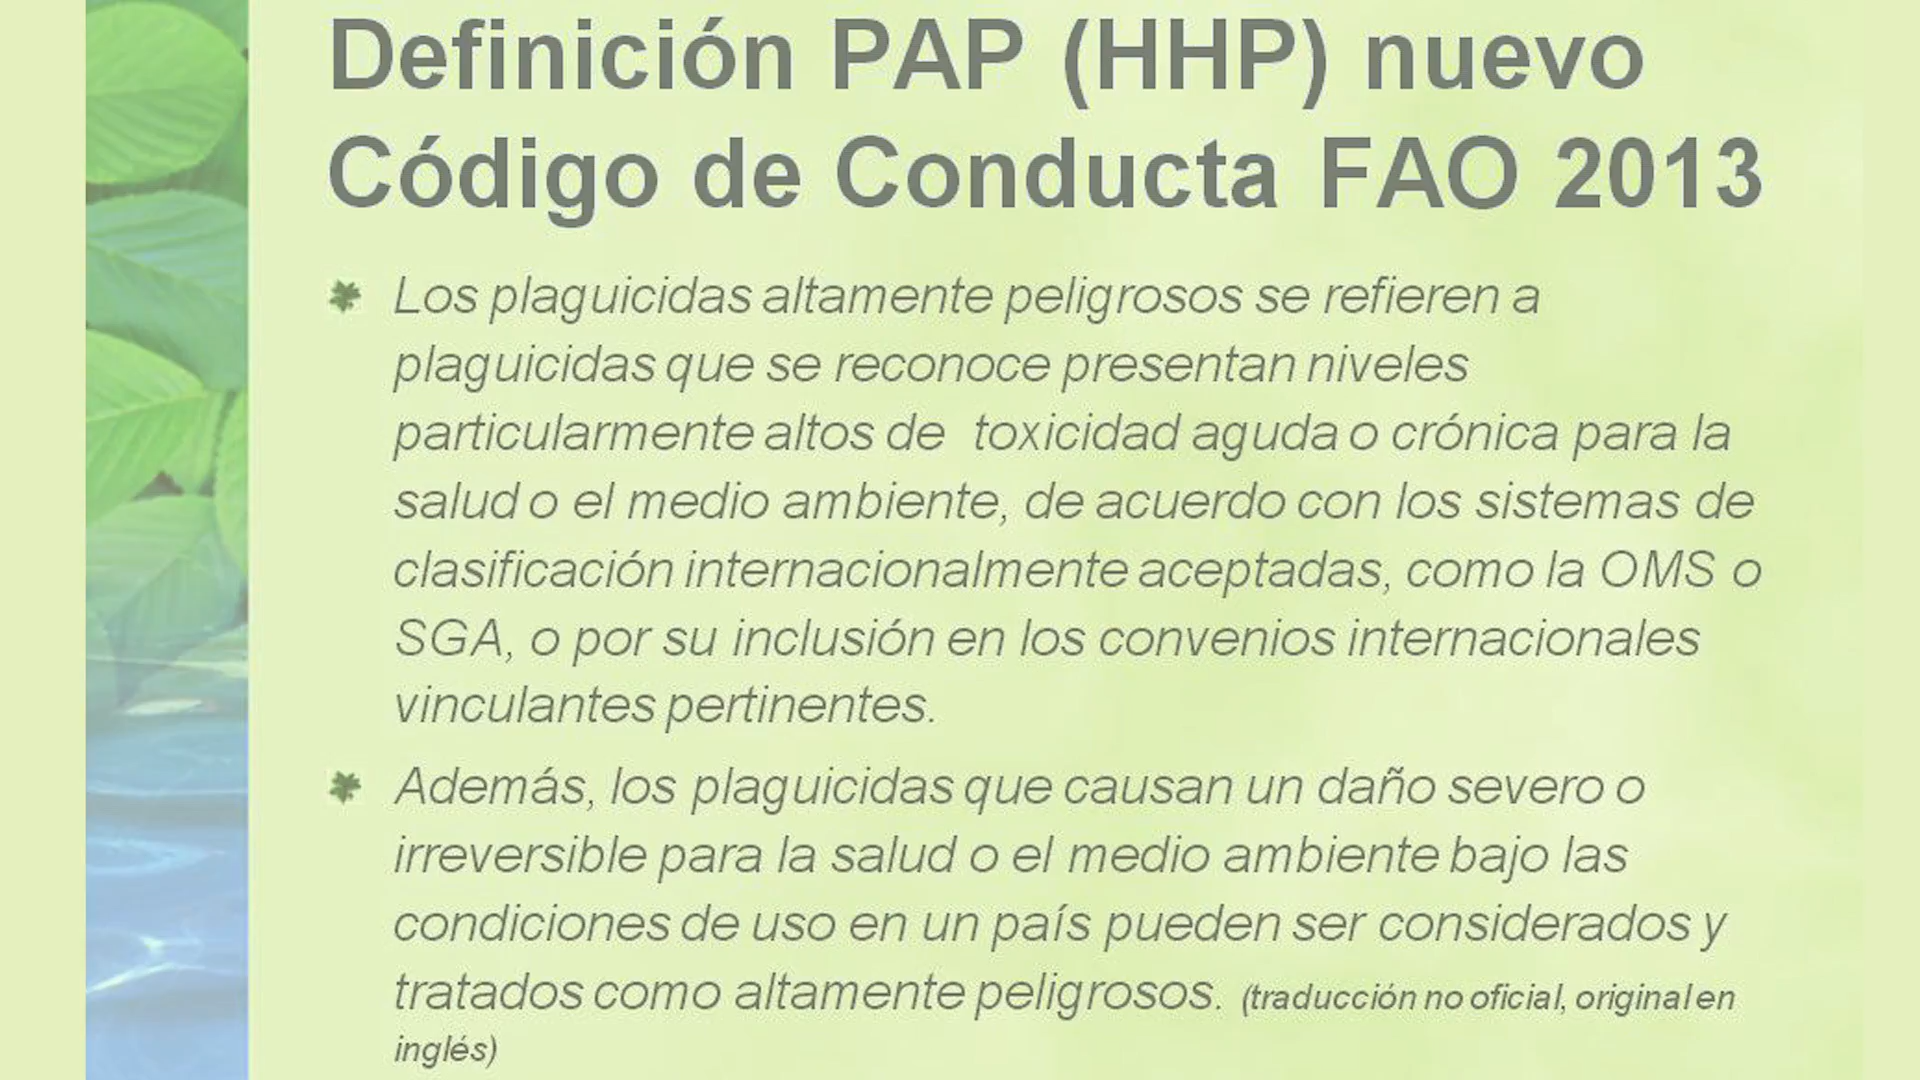 Definición PAP (HHP) nuevo
Código de Conducta FAO 2013
Los plaguicidas altamente peligrosos se refieren a
plaguicidas que se reconoce presentan niveles
particularmente altos de toxicidad aguda o crónica para la
salud o el medio ambiente, de acuerdo con los sistemas de
clasificación internacionalmente aceptadas, como la OMS o
SGA, o por su inclusión en los convenios internacionales
vinculantes pertinentes.
Además, los plaguicidas que causan un daño severo o
irreversible para la salud o el medio ambiente bajo las
condiciones de uso en un país pueden ser considerados y
tratados como altamente peligrosos. (traducción no oficial, original en
inglés)